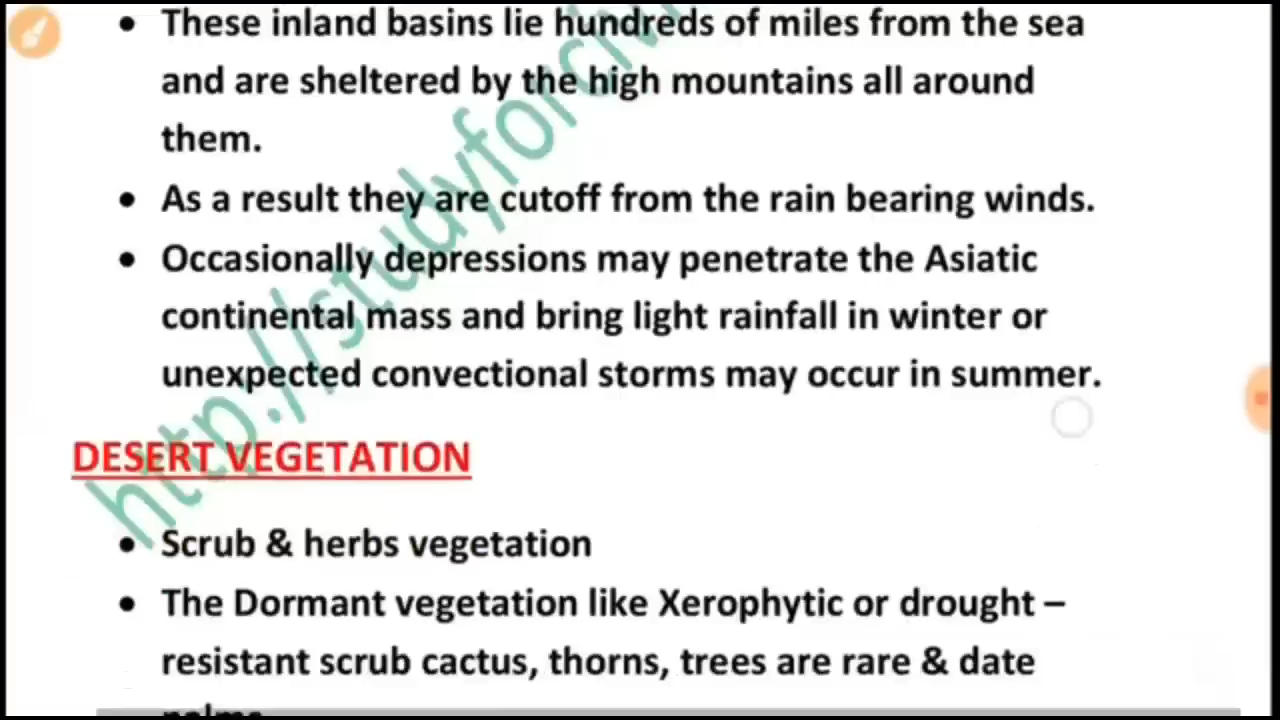 • These inland basins lie hundreds of miles from the sea
and are sheltered by the high mountains all around
them.
• As a result they are cutoff from the rain bearing winds.
• Occasionally depressions may penetrate the Asiatic
continental mass and bring light rainfall in winter or
unexpected convectional storms may occur in summer.
DESERT VEGETATION
• Scrub & herbs vegetation
• The Dormant vegetation like Xerophytic or drought –
resistant scrub cactus, thorns, trees are rare & date
palms
http://studyforcivi